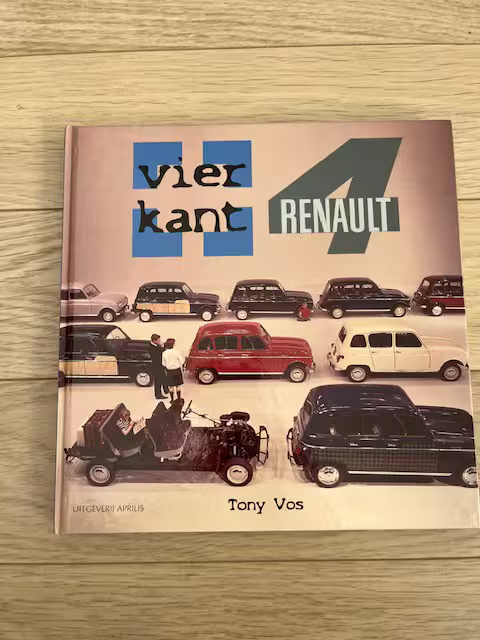 vier
kant
4
RENAULT
Tony Vos
UITGEVERIJ APRILIS